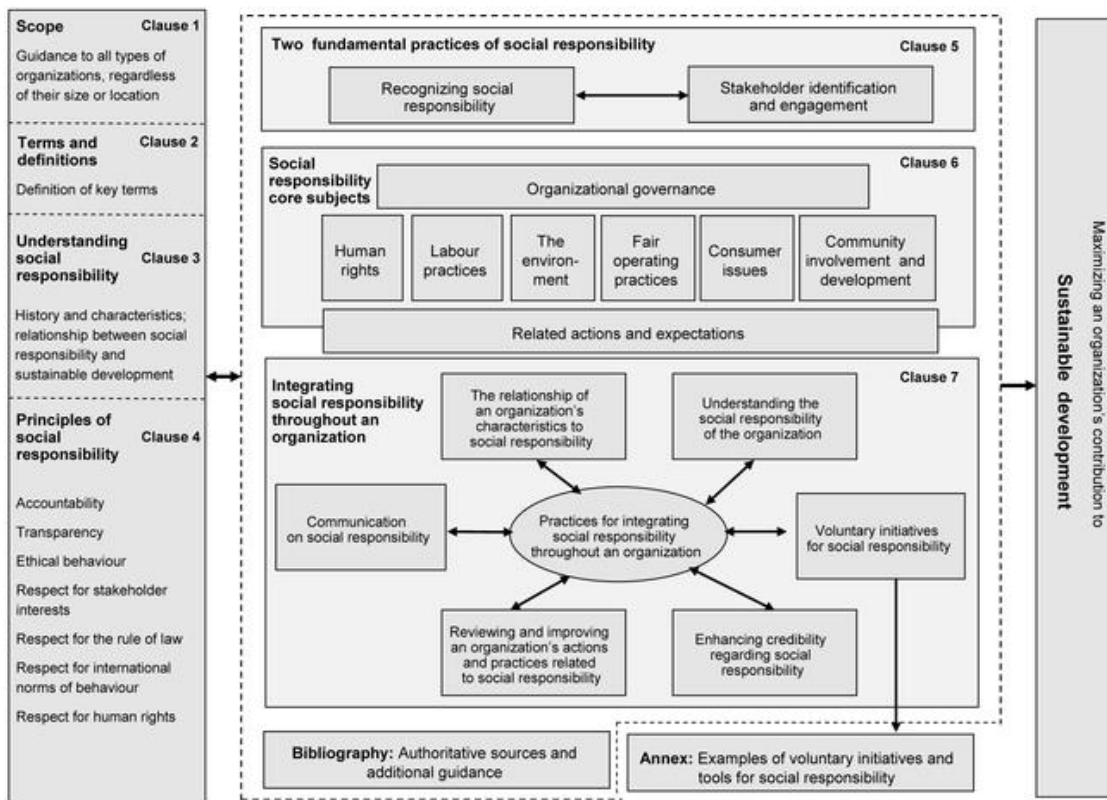 Scope
Clause 1
Guidance to all types of
organizations, regardless
of their size or location
Terms and
definitions
Clause 2
Definition of key terms
Understanding
social
responsibility
Clause 3
History and characteristics;
relationship between social
responsibility and
sustainable development
Principles of
social
responsibility
Clause 4
Accountability
Transparency
Ethical behaviour
Respect for stakeholder
interests
Respect for the rule of law
Respect for international
norms of behaviour
Respect for human rights
Two fundamental practices of social responsibility
Clause 5
Recognizing social
responsibility
Stakeholder identification
and engagement
Social
responsibility
core subjects
Clause 6
Organizational governance
Human
rights
Labour
practices
The
environ-
ment
Fair
operating
practices
Consumer
issues
Community
involvement and
development
Related actions and expectations
Integrating
social responsibility
throughout an
organization
Clause 7
The relationship of
an organization's
characteristics to
social responsibility
Understanding the
social responsibility
of the organization
Communication
on social responsibility
Practices for integrating
social responsibility
throughout an organization
Voluntary initiatives
for social responsibility
Reviewing and improving
an organization's actions
and practices related
to social responsibility
Enhancing credibility
regarding social
responsibility
Bibliography: Authoritative sources and
additional guidance
Annex: Examples of voluntary initiatives and
tools for social responsibility
Maximizing an organization's contribution to
Sustainable development